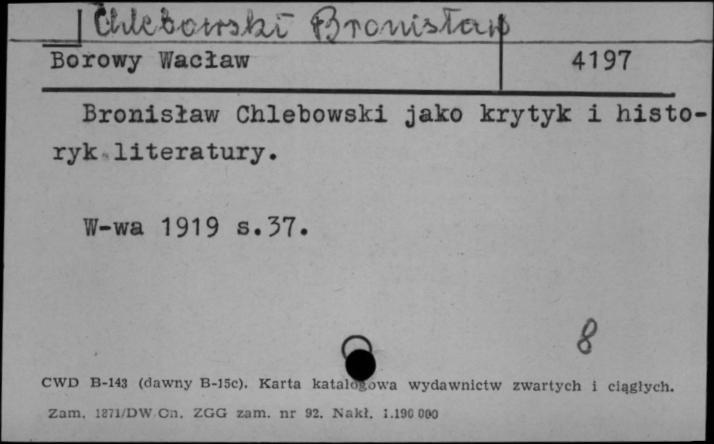 Chlebowski Bronisław
Borowy Wacław 4197
Bronisław Chlebowski jako krytyk i histo-
ryk literatury.
W-wa 1919 s.37.
8
CWD B-143 (dawny B-15c). Karta katalogowa wydawnictw zwartych i ciągłych.
Zam. 1871/DW Cn. ZGG zam. nr 92. Nakł. 1.190 000